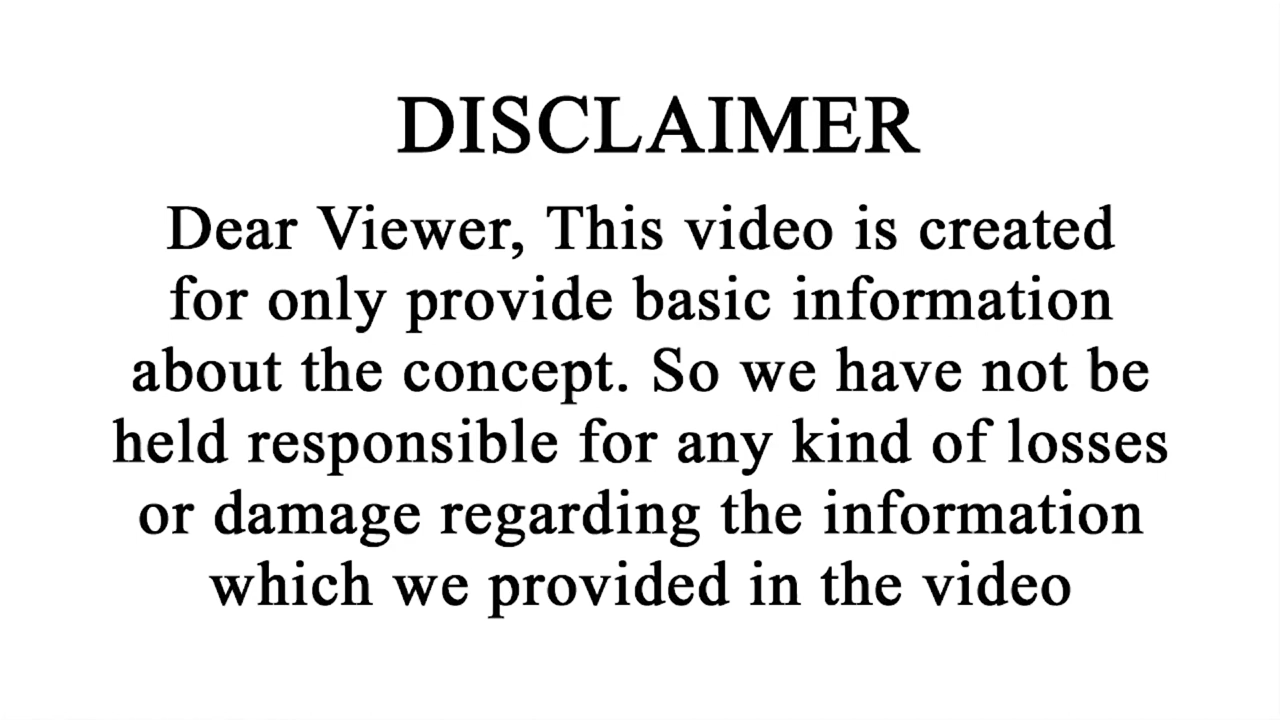 DISCLAIMER
Dear Viewer, This video is created
for only provide basic information
about the concept. So we have not be
held responsible for any kind of losses
or damage regarding the information
which we provided in the video